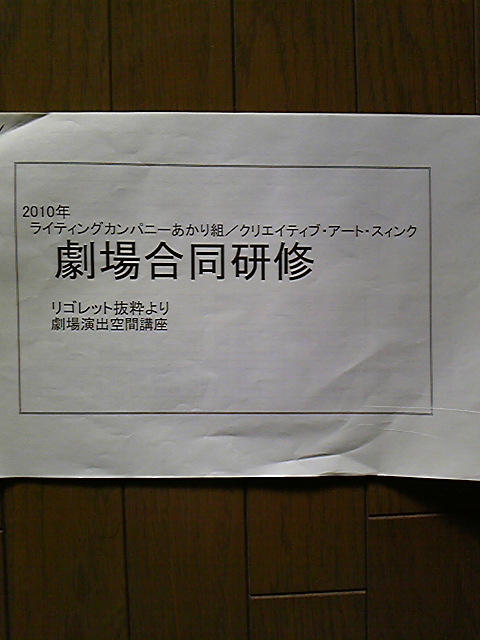 2010年
ライティングカンパニーあかり組／クリエイティブ・アート・スィンク
劇場合同研修
リゴレット抜粋より
劇場演出空間講座